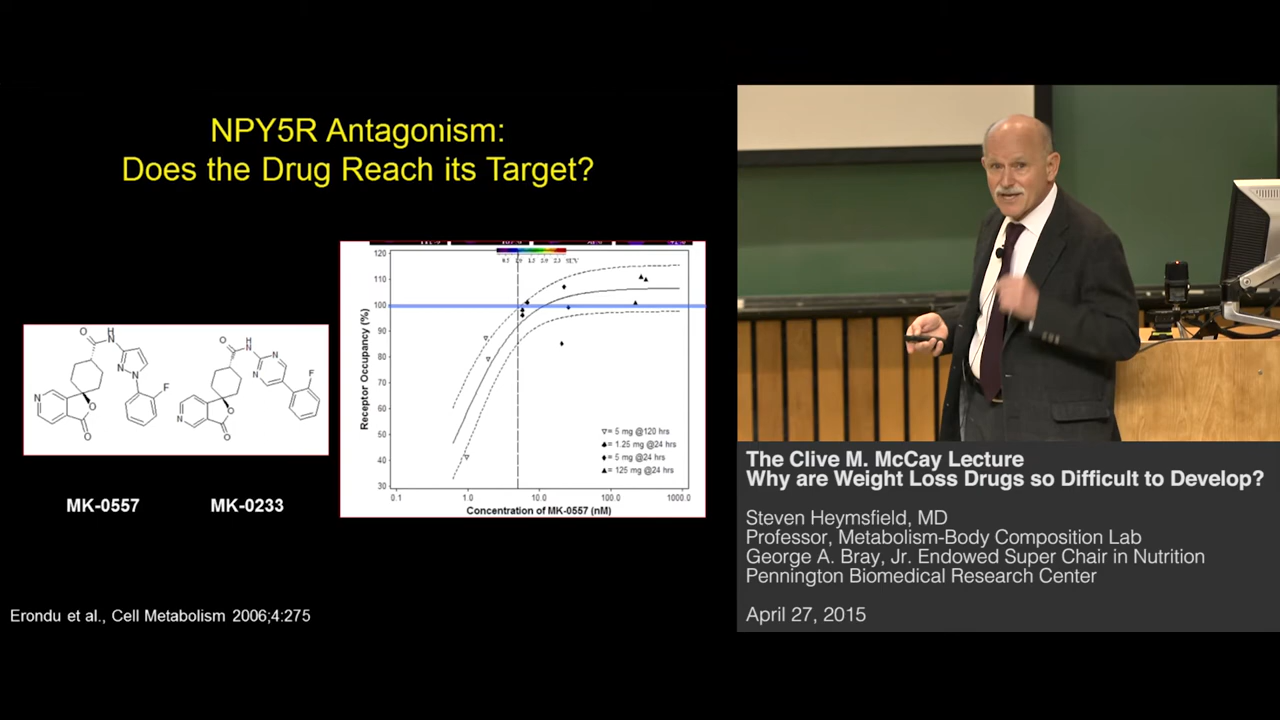 NPY5R Antagonism:
Does the Drug Reach its Target?
O
H
N
N
N
F
N
O
O
MK-0557
O
H
N
N
N
F
N
O
O
MK-0233
120
110
100
90
80
70
60
50
40
30
Receptor Occupancy (%)
= 5 mg @120 hrs
= 1.25 mg @24 hrs
= 5 mg @24 hrs
= 125 mg @24 hrs
0.1 1.0 10.0 100.0 1000.0
Concentration of MK-0557 (nM)
Erondu et al., Cell Metabolism 2006;4:275
The Clive M. McCay Lecture
Why are Weight Loss Drugs so Difficult to Develop?
Steven Heymsfield, MD
Professor, Metabolism-Body Composition Lab
George A. Bray, Jr. Endowed Super Chair in Nutrition
Pennington Biomedical Research Center
April 27, 2015